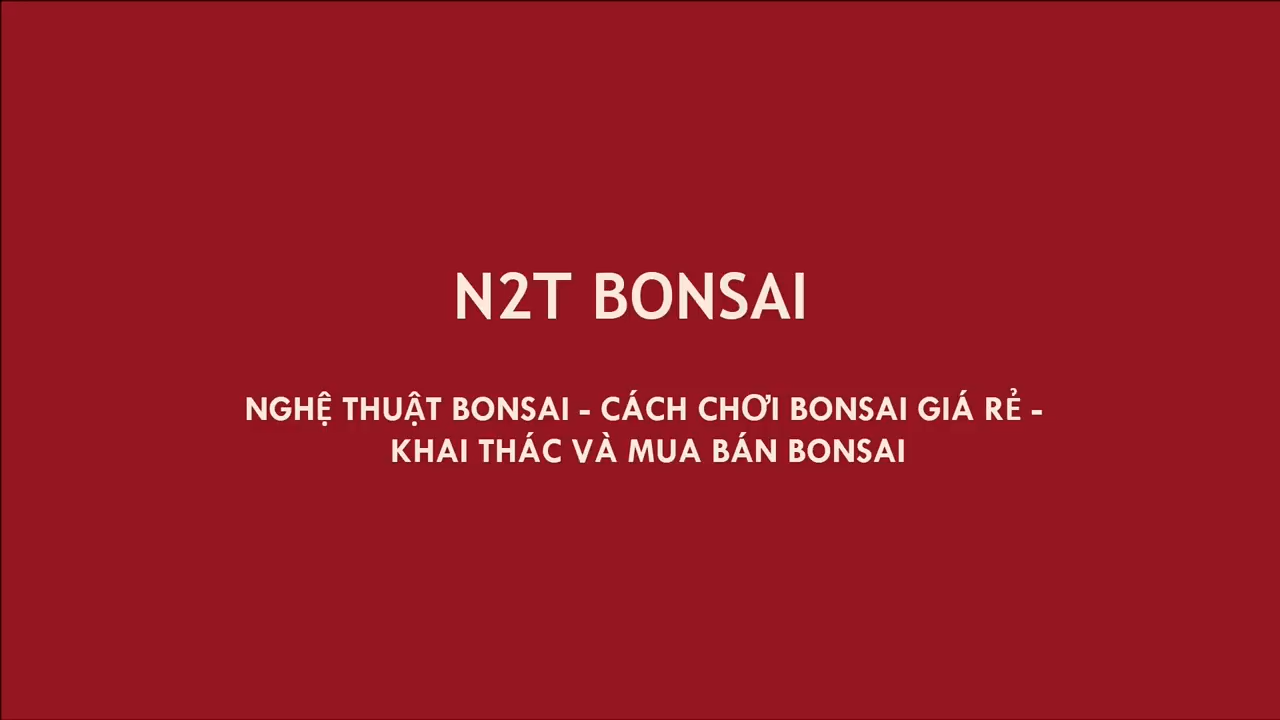 N2T BONSAI
NGHỆ THUẬT BONSAI - CÁCH CHƠI BONSAI GIÁ RẺ -
KHAI THÁC VÀ MUA BÁN BONSAI